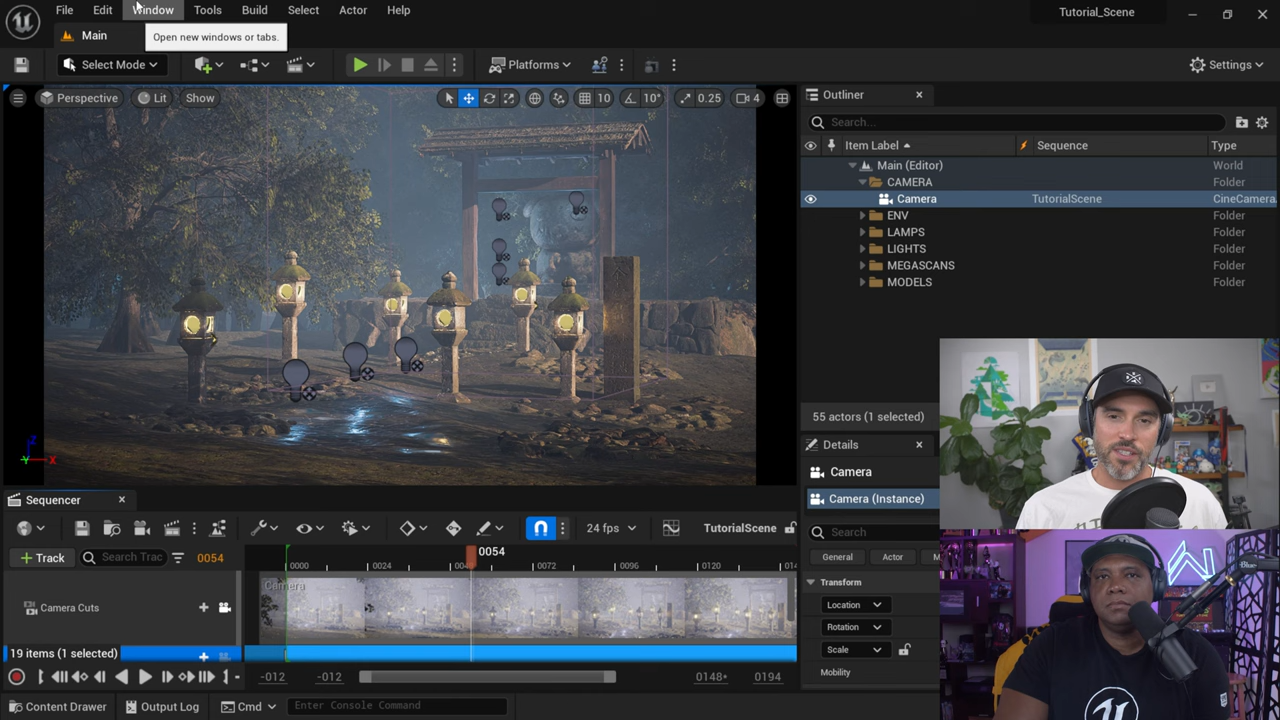 File Edit Window Tools Build Select Actor Help
Tutorial_Scene
Main
Open new windows or tabs.
Select Mode
Platforms
Settings
Perspective Lit Show
10 10° 0.25 4
Outliner
Search...
Item Label Sequence Type
Main (Editor) World
CAMERA Folder
Camera TutorialScene CineCamera
ENV Folder
LAMPS Folder
LIGHTS Folder
MEGASCANS Folder
MODELS Folder
55 actors (1 selected)
Details
Camera
Camera (Instance)
Search
General Actor M
Transform
Location
Rotation
Scale
Mobility
Z
Y X
Sequencer
24 fps TutorialScene
+ Track Search Trac 0054
0054
0000 0024 004 0072 0096 0120 014
Camera
Camera Cuts
19 items (1 selected)
-012 -012 0148* 0194
Content Drawer Output Log Cmd Enter Console Command
Blue